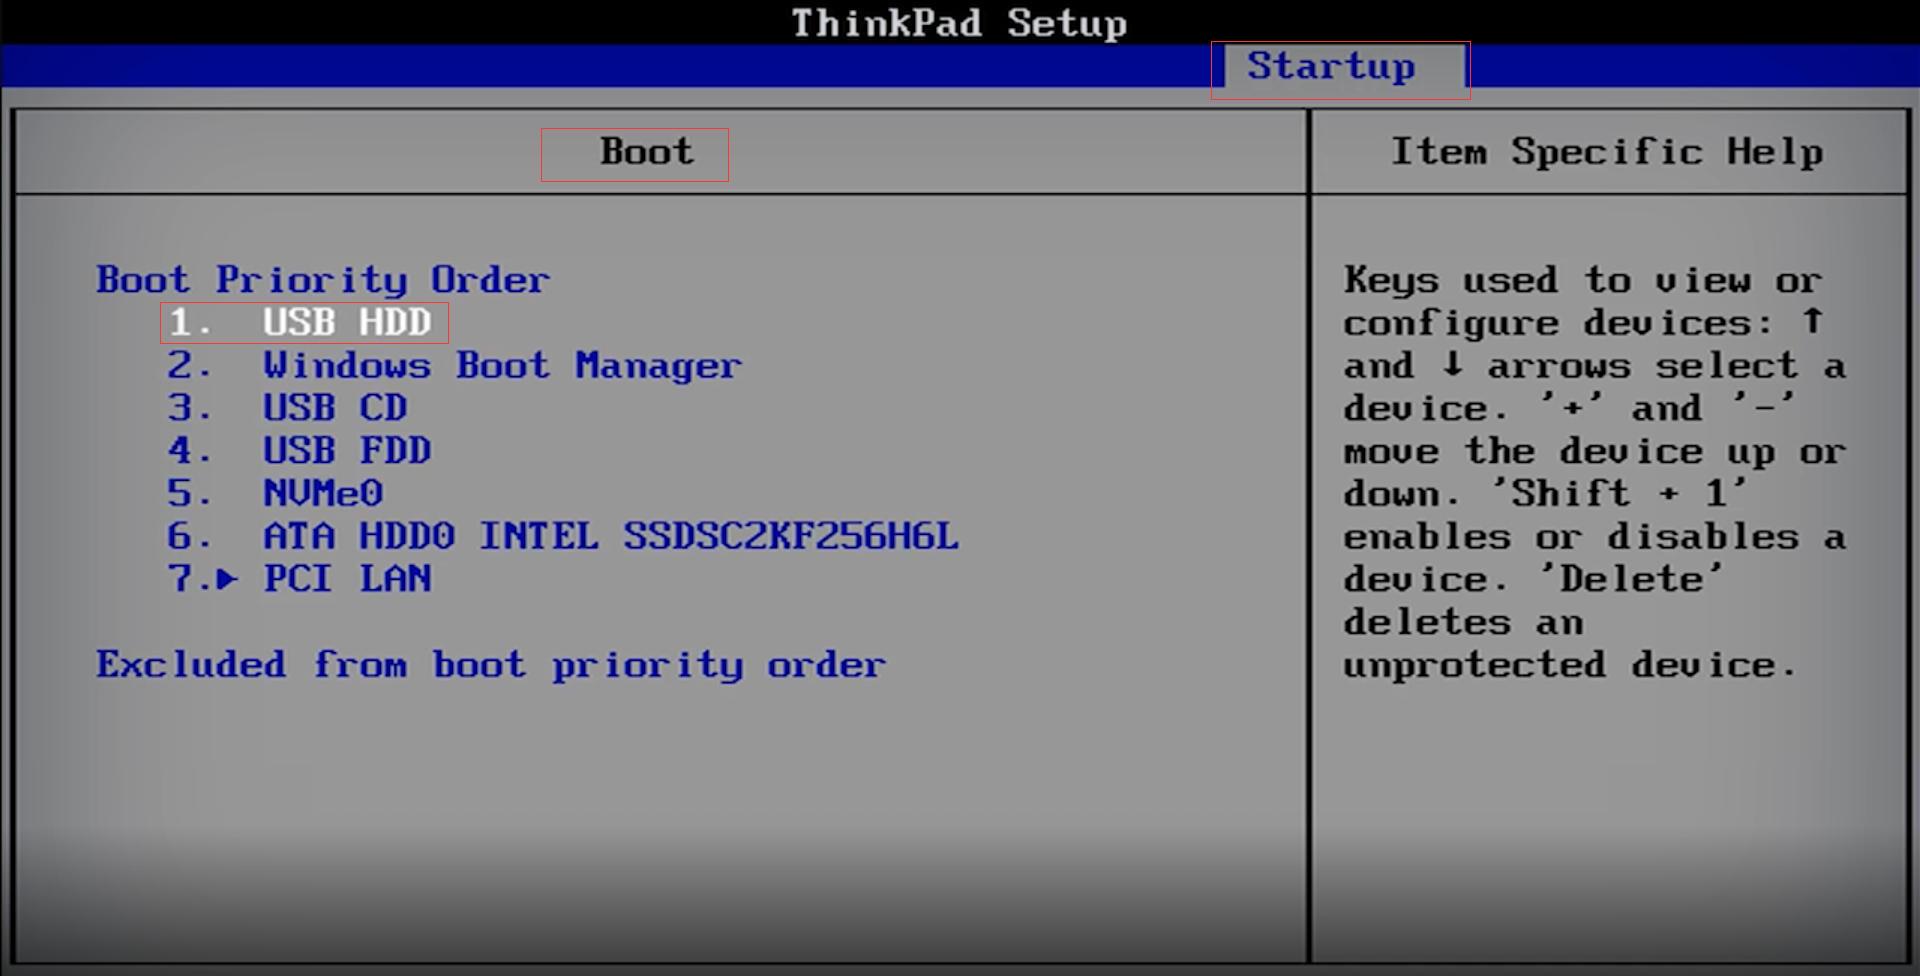 ThinkPad Setup
Startup
Boot
Boot Priority Order
1. USB HDD
2. Windows Boot Manager
3. USB CD
4. USB FDD
5. NVMe0
6. ATA HDD0 INTEL SSDSC2KF256H6L
7. PCI LAN
Excluded from boot priority order
Item Specific Help
Keys used to view or
configure devices: ↑
and ↓ arrows select a
device. '+' and '-'
move the device up or
down. 'Shift + 1'
enables or disables a
device. 'Delete'
deletes an
unprotected device.